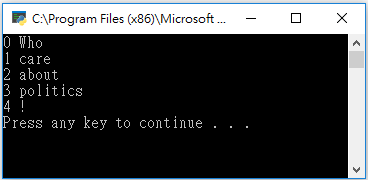 C:\Program Files (x86)\Microsoft ...
0 Who
1 care
2 about
3 politics
4 !
Press any key to continue . . .